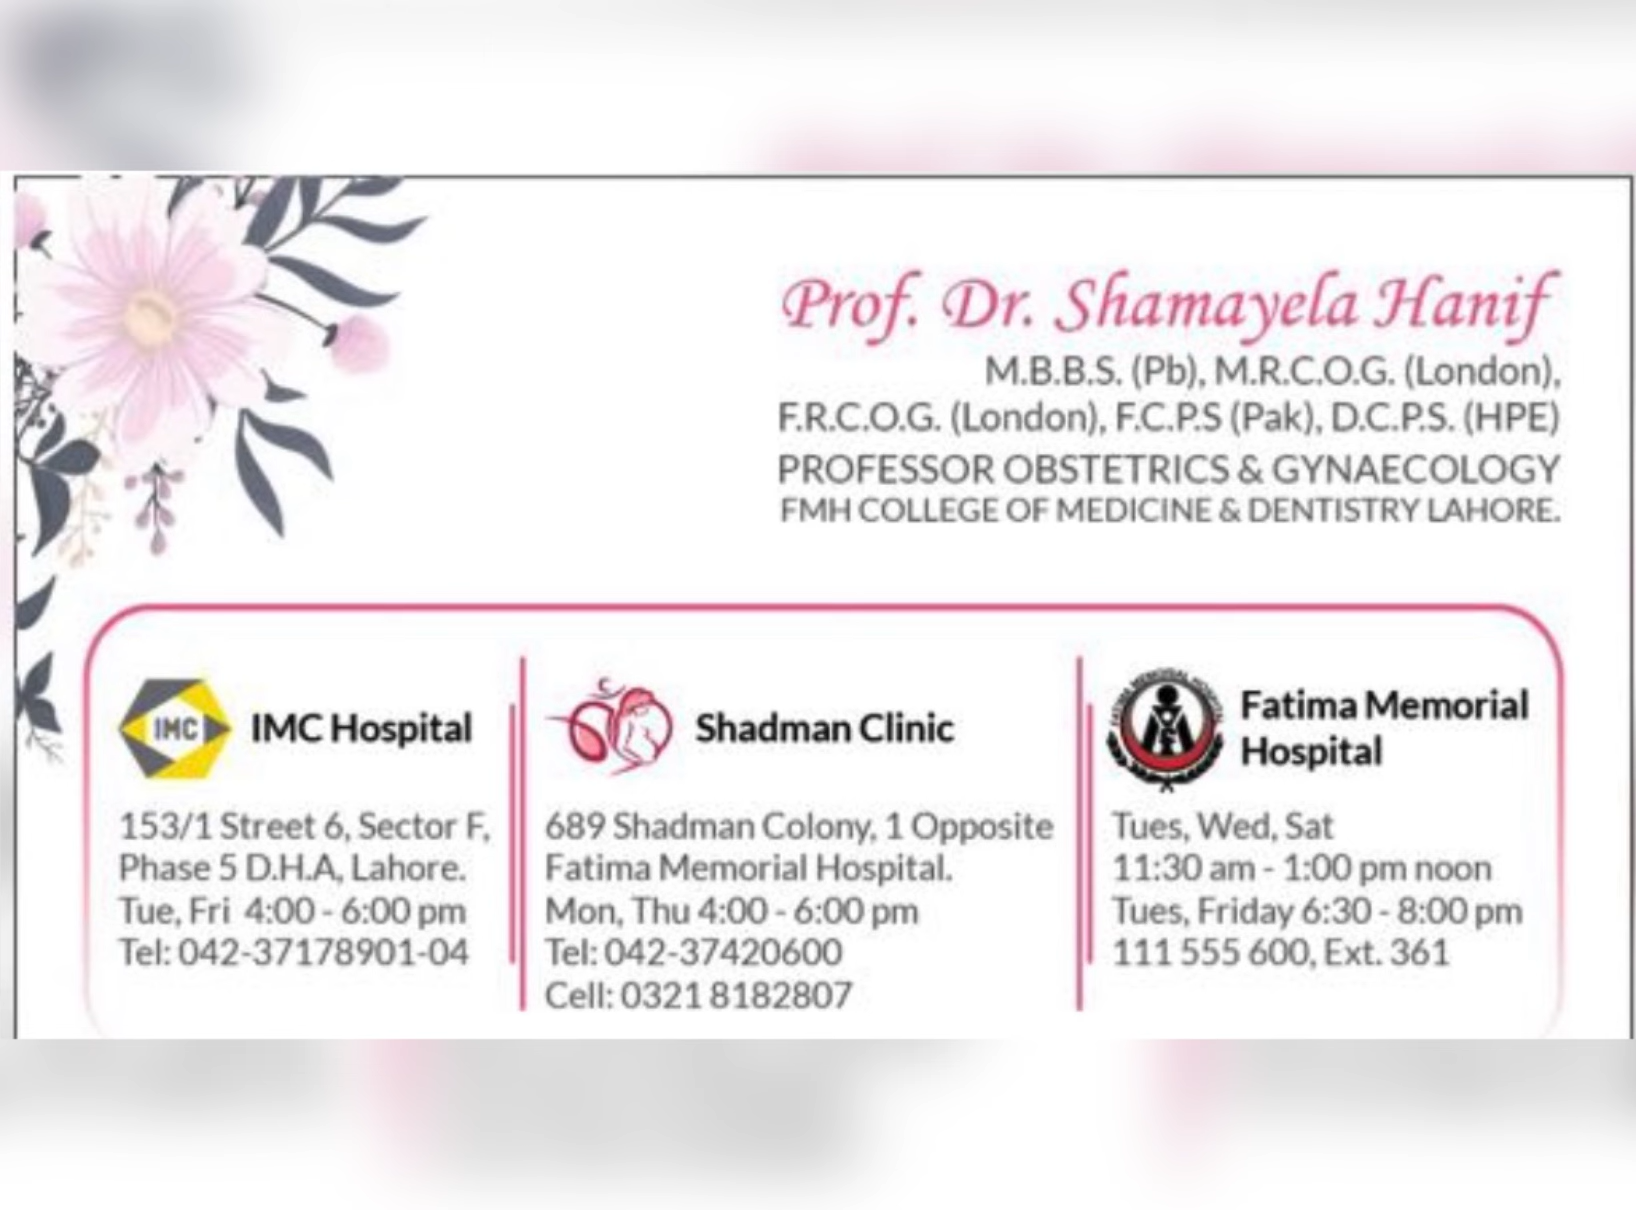 Prof. Dr. Shamayela Hanif
M.B.B.S. (Pb), M.R.C.O.G. (London),
F.R.C.O.G. (London), F.C.P.S (Pak), D.C.P.S. (HPE)
PROFESSOR OBSTETRICS & GYNAECOLOGY
FMH COLLEGE OF MEDICINE & DENTISTRY LAHORE.
IMC
IMC Hospital
153/1 Street 6, Sector F,
Phase 5 D.H.A, Lahore.
Tue, Fri 4:00 - 6:00 pm
Tel: 042-37178901-04
Shadman Clinic
689 Shadman Colony, 1 Opposite
Fatima Memorial Hospital.
Mon, Thu 4:00 - 6:00 pm
Tel: 042-37420600
Cell: 0321 8182807
FATIMA MEMORIAL HOSPITAL
Fatima Memorial
Hospital
Tues, Wed, Sat
11:30 am - 1:00 pm noon
Tues, Friday 6:30 - 8:00 pm
111 555 600, Ext. 361